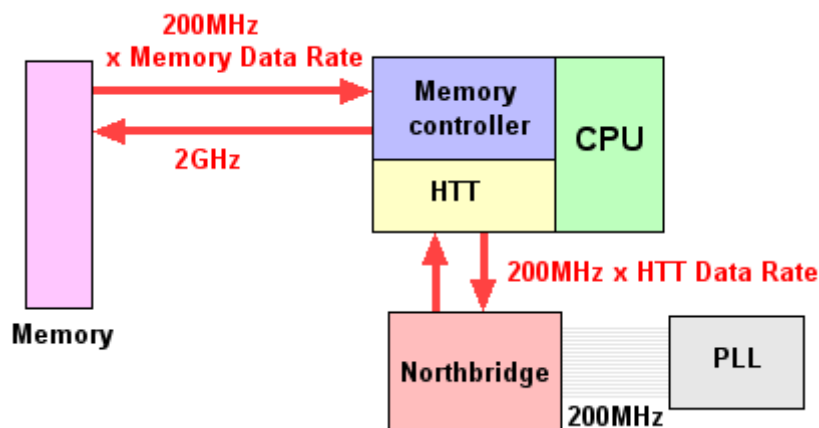 200MHz
x Memory Data Rate
Memory
controller
CPU
2GHz
HTT
200MHz x HTT Data Rate
Memory
Northbridge
PLL
200MHz